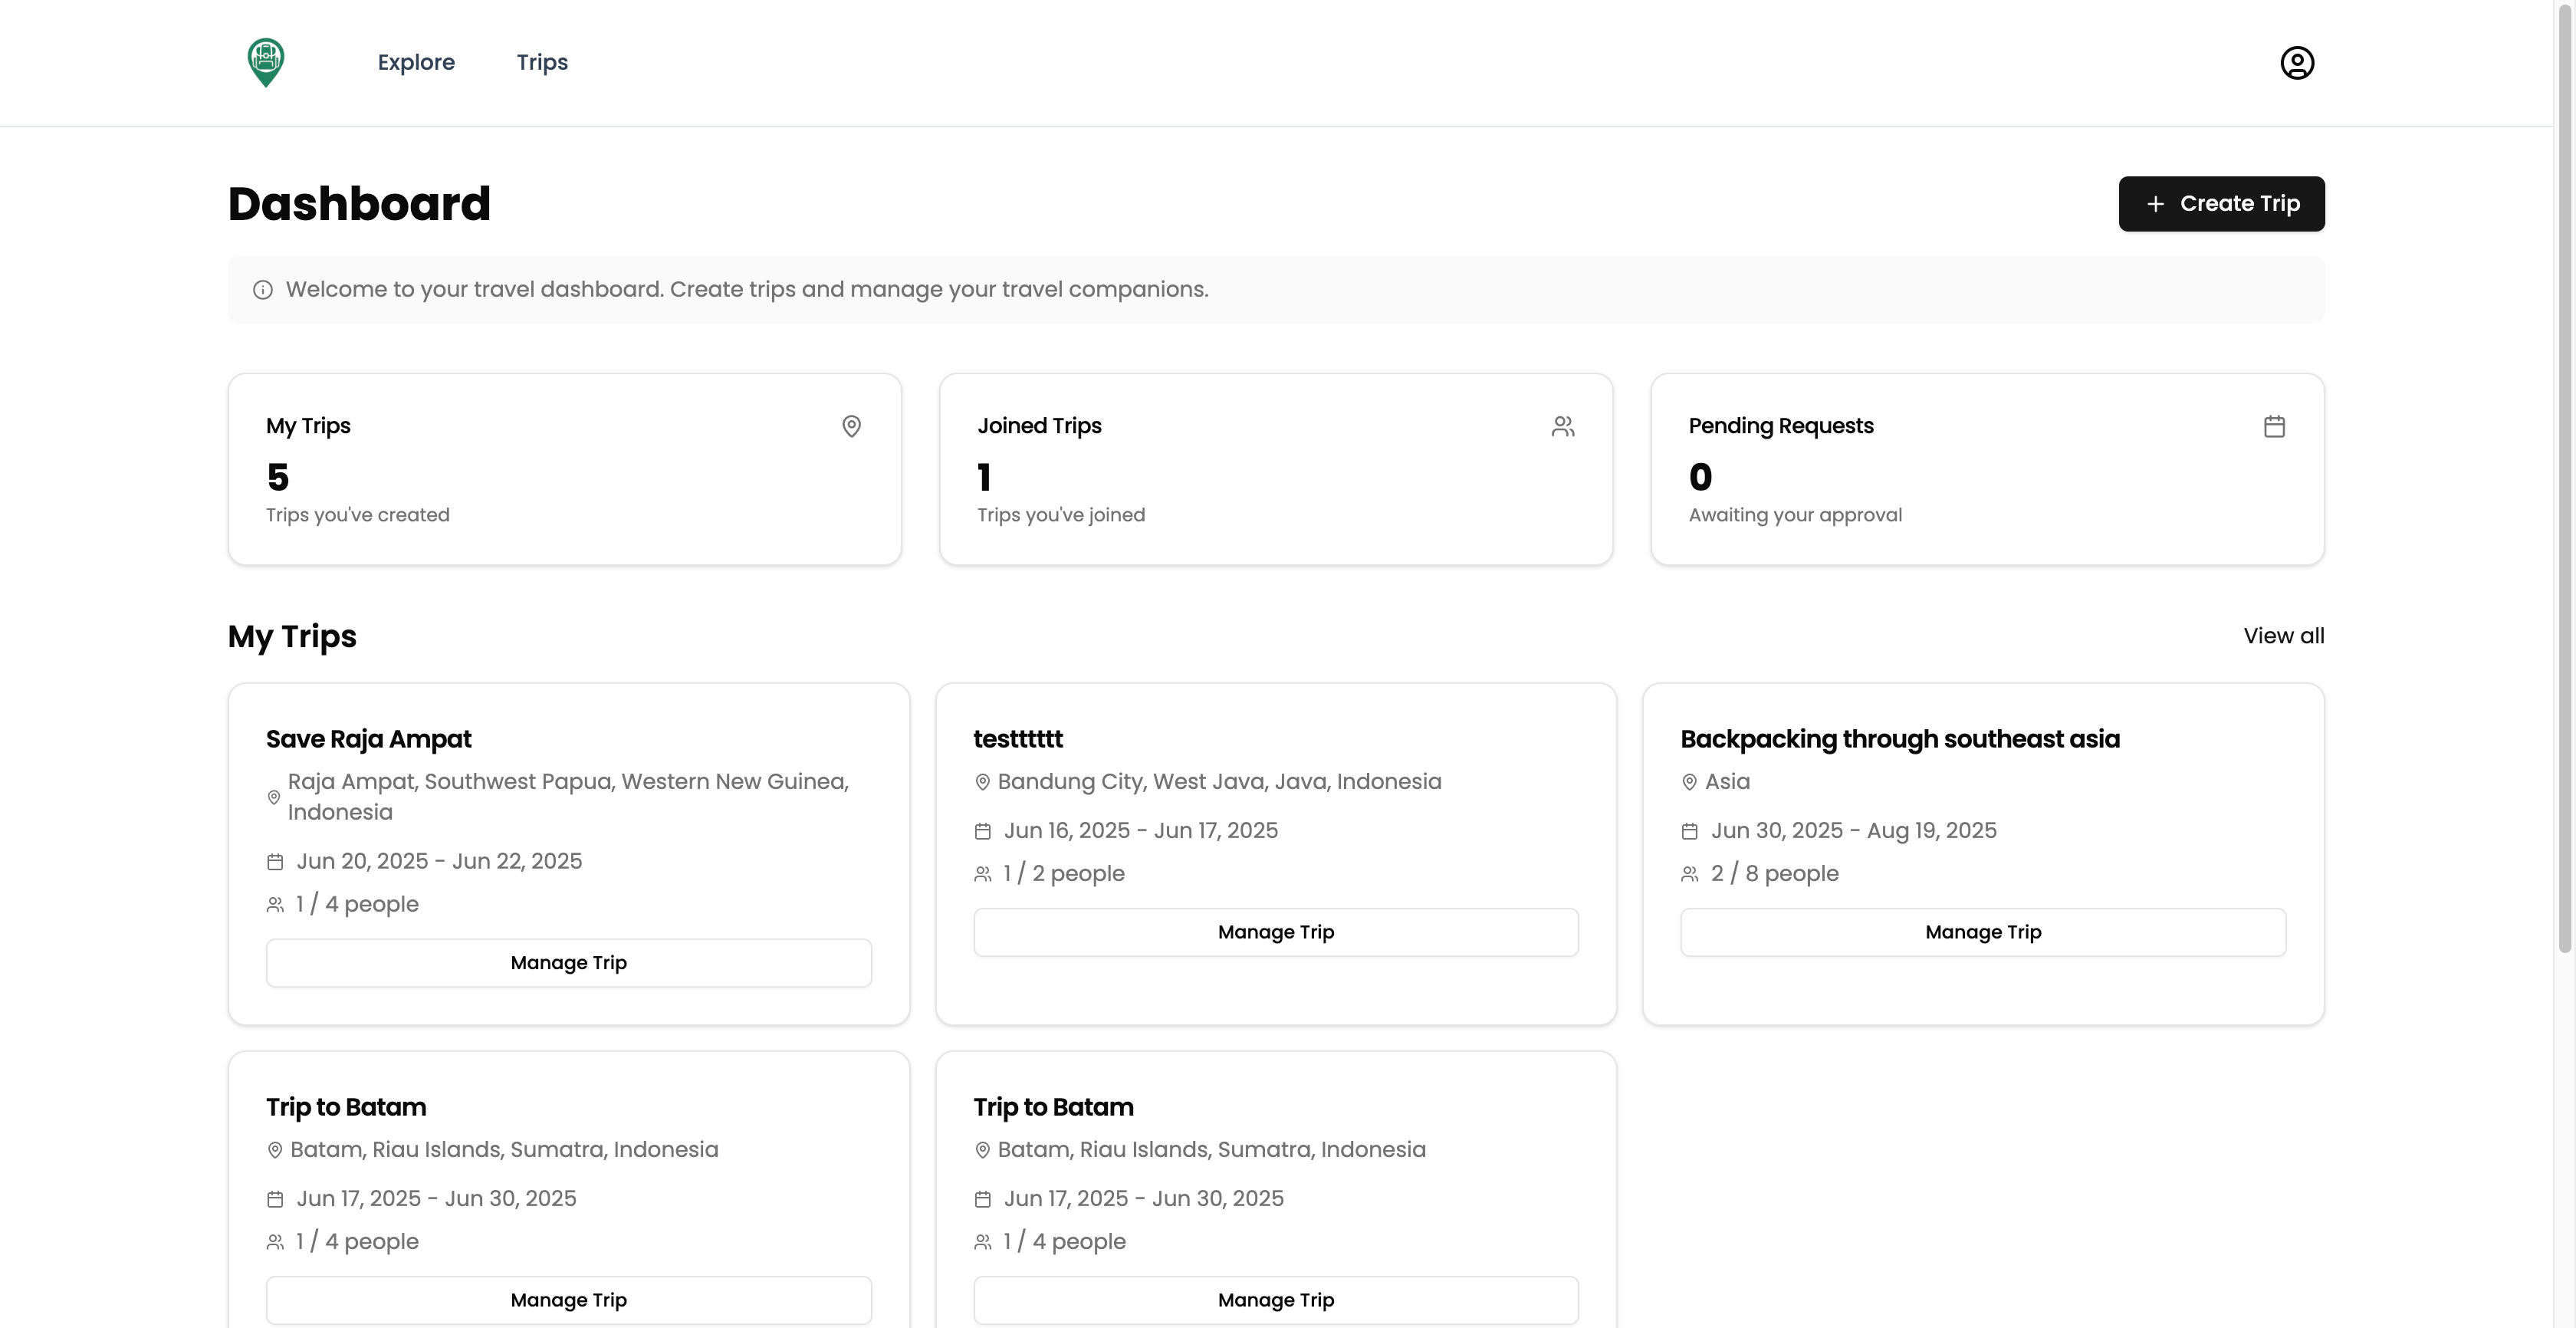 Explore
Trips
Dashboard
Create Trip
Welcome to your travel dashboard. Create trips and manage your travel companions.
My Trips
5
Trips you've created
Joined Trips
1
Trips you've joined
Pending Requests
0
Awaiting your approval
My Trips
View all
Save Raja Ampat
Raja Ampat, Southwest Papua, Western New Guinea,
Indonesia
Jun 20, 2025 - Jun 22, 2025
1 / 4 people
Manage Trip
testttttt
Bandung City, West Java, Java, Indonesia
Jun 16, 2025 - Jun 17, 2025
1 / 2 people
Manage Trip
Backpacking through southeast asia
Asia
Jun 30, 2025 - Aug 19, 2025
2 / 8 people
Manage Trip
Trip to Batam
Batam, Riau Islands, Sumatra, Indonesia
Jun 17, 2025 - Jun 30, 2025
1 / 4 people
Manage Trip
Trip to Batam
Batam, Riau Islands, Sumatra, Indonesia
Jun 17, 2025 - Jun 30, 2025
1 / 4 people
Manage Trip